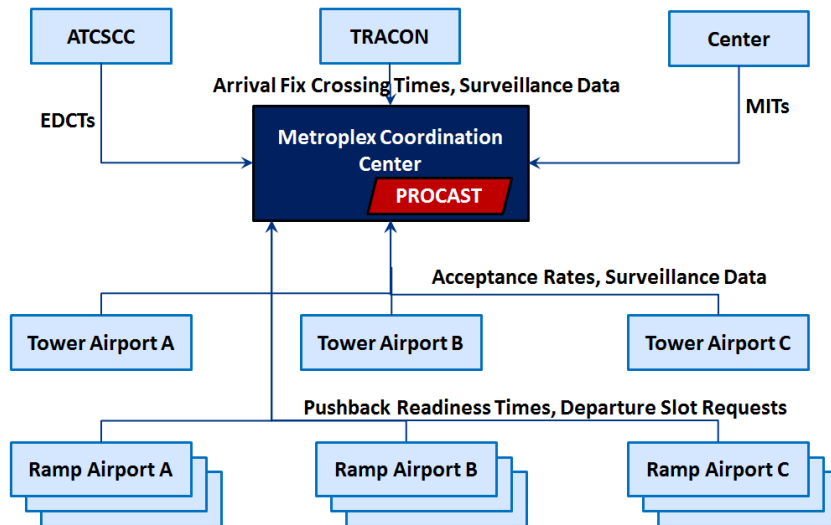 ATCSCC
TRACON
Center
Arrival Fix Crossing Times, Surveillance Data
EDCTs
MITs
Metroplex Coordination
Center
PROCAST
Acceptance Rates, Surveillance Data
Tower Airport A
Tower Airport B
Tower Airport C
Pushback Readiness Times, Departure Slot Requests
Ramp Airport A
Ramp Airport B
Ramp Airport C